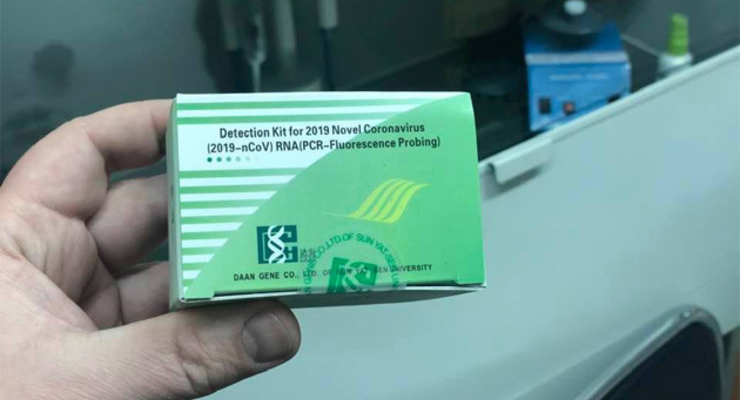 Detection Kit for 2019 Novel Coronavirus
(2019-nCoV) RNA(PCR-Fluorescence Probing)
DAAN GENE CO., LTD. OF SUN YAT-SEN UNIVERSITY